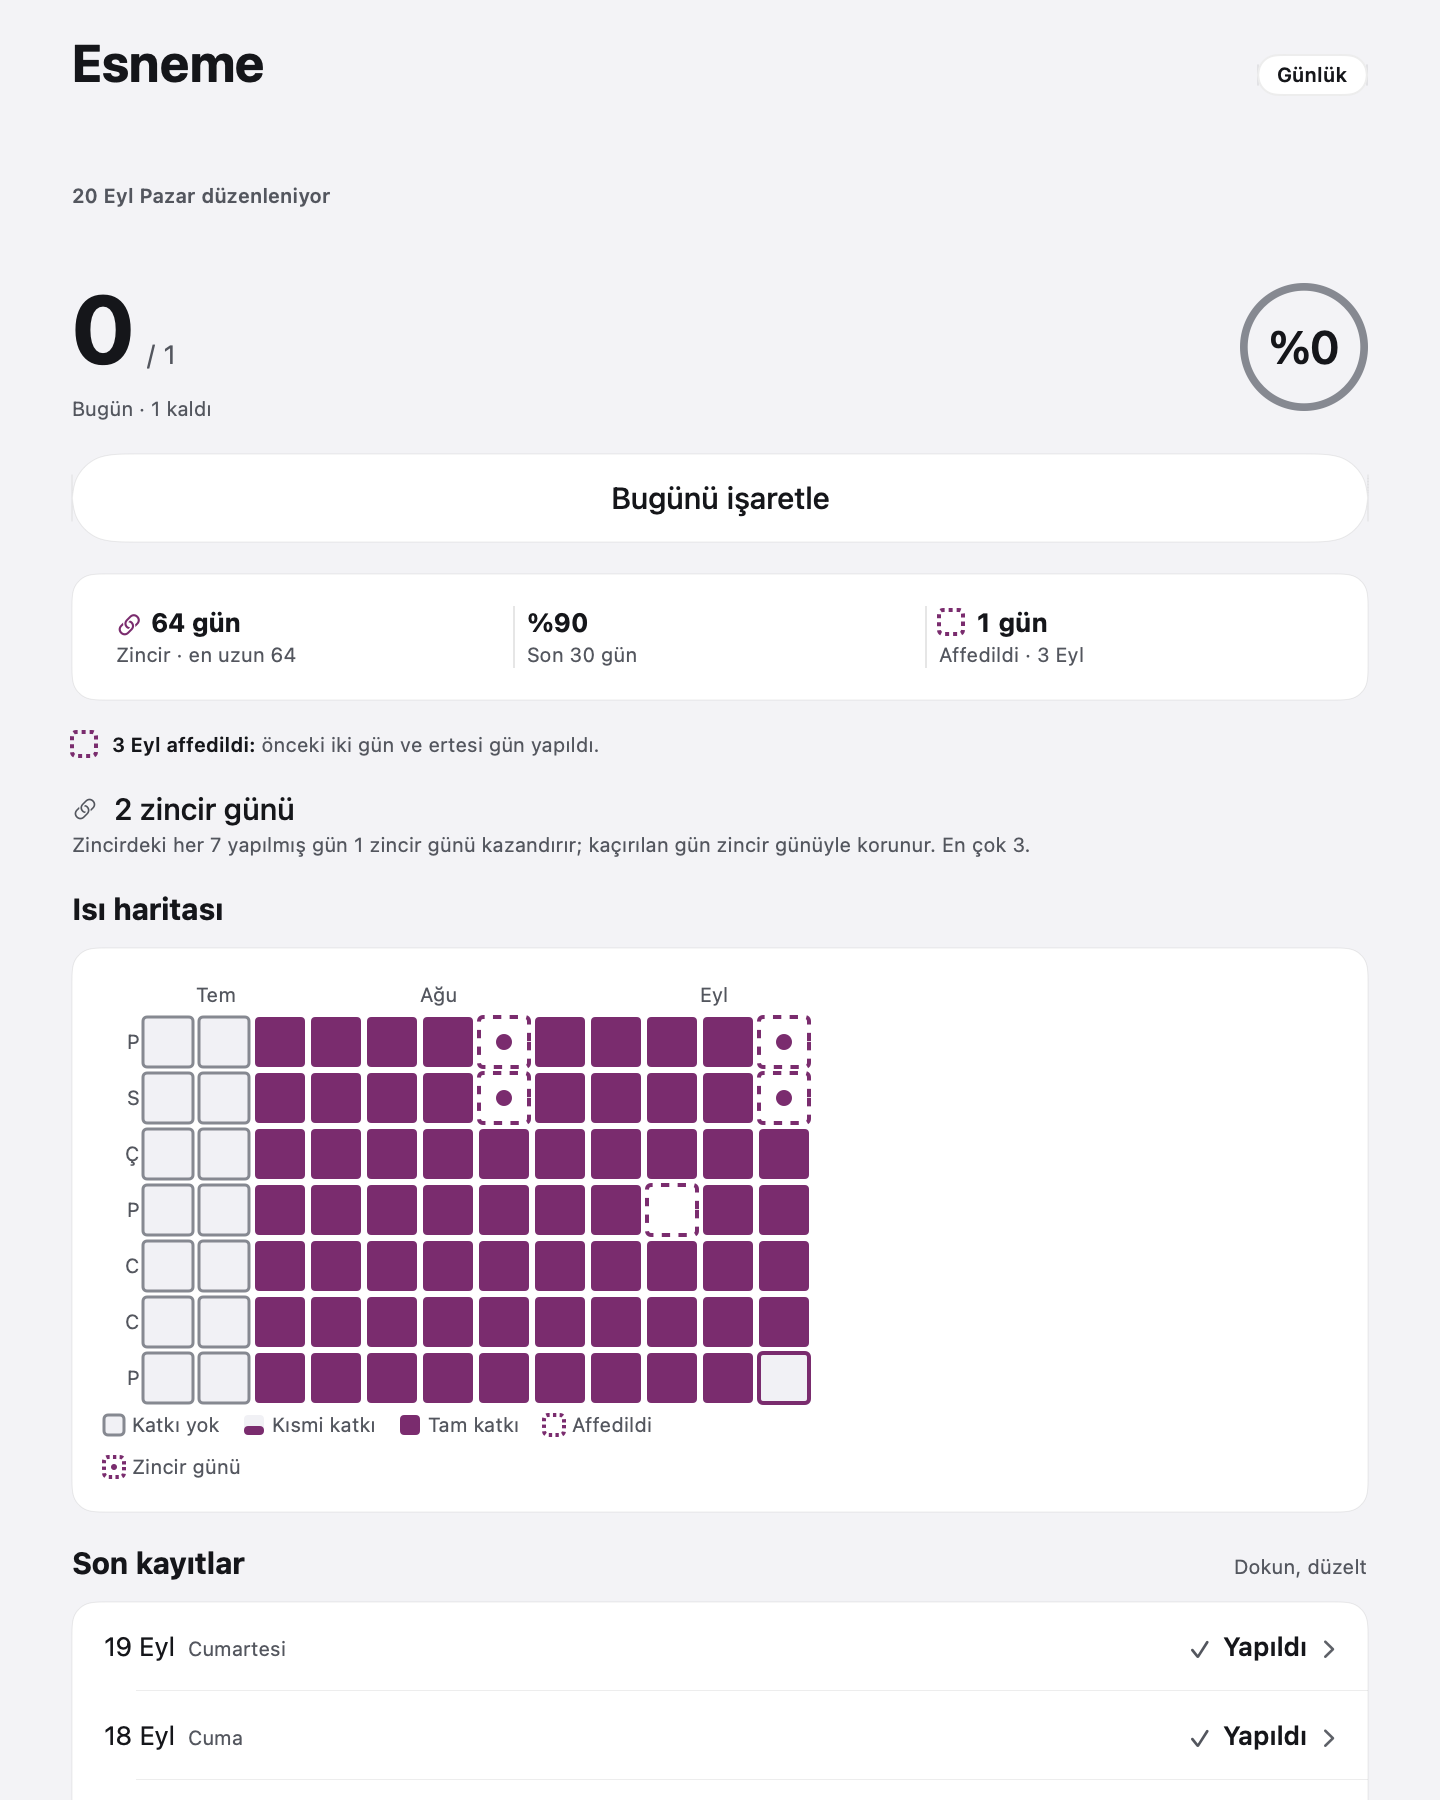 Esneme
Günlük
20 Eyl Pazar düzenleniyor
0 / 1
%0
Bugün · 1 kaldı
Bugünü işaretle
64 gün
Zincir · en uzun 64
%90
Son 30 gün
1 gün
Affedildi · 3 Eyl
3 Eyl affedildi: önceki iki gün ve ertesi gün yapıldı.
2 zincir günü
Zincirdeki her 7 yapılmış gün 1 zincir günü kazandırır; kaçırılan gün zincir günüyle korunur. En çok 3.
Isı haritası
Tem Ağu Eyl
P
S
Ç
P
C
C
P
Katkı yok Kısmi katkı Tam katkı Affedildi
Zincir günü
Son kayıtlar
Dokun, düzelt
19 Eyl Cumartesi Yapıldı
18 Eyl Cuma Yapıldı